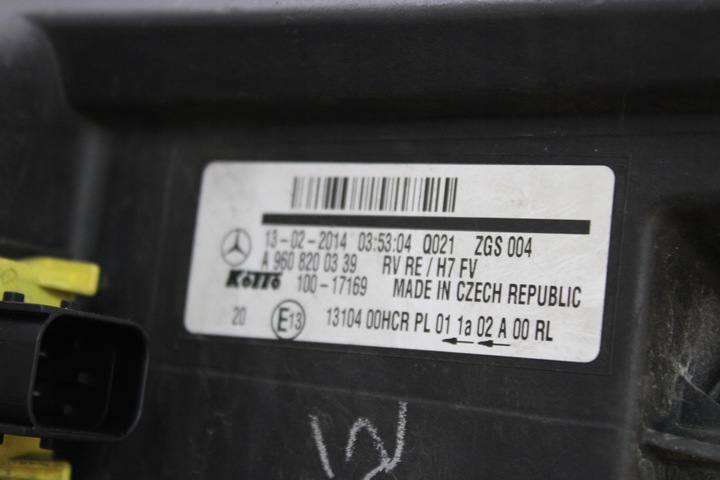 13-02-2014 03:53:04 Q021 ZGS 004
A 960 820 03 39 RV RE / H7 FV
100-17169 MADE IN CZECH REPUBLIC
20 E13 13104 00HCR PL 01 1a 02 A 00 RL